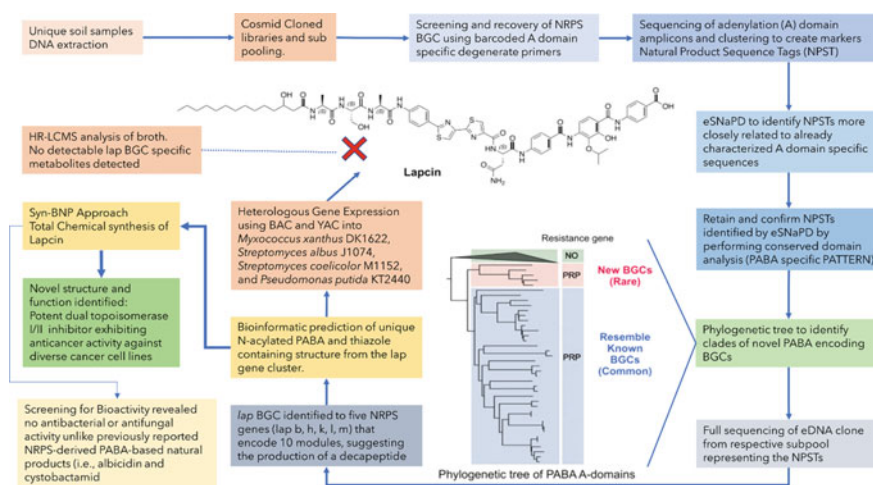 Unique soil samples
DNA extraction
Cosmid Cloned
libraries and sub
pooling.
Screening and recovery of NRPS
BGC using barcoded A domain
specific degenerate primers
Sequencing of adenylation (A) domain
amplicons and clustering to create markers
Natural Product Sequence Tags (NPST)
eSNaPD to identify NPSTs more
closely related to already
characterized A domain specific
sequences
Retain and confirm NPSTs
identified by eSNaPD by
performing conserved domain
analysis (PABA specific PATTERN)
Phylogenetic tree to identify
clades of novel PABA encoding
BGCs
Full sequencing of eDNA clone
from respective subpool
representing the NPSTs
Lapcin
HR-LCMS analysis of broth.
No detectable lap BGC specific
metabolites detected
Syn-BNP Approach
Total Chemical synthesis of
Lapcin
Novel structure and
function identified:
Potent dual topoisomerase
I/II inhibitor exhibiting
anticancer activity against
diverse cancer cell lines
Screening for Bioactivity revealed
no antibacterial or antifungal
activity unlike previously reported
NRPS-derived PABA-based natural
products (i.e., albicidin and
cystobactamid
Heterologous Gene Expression
using BAC and YAC into
Myxococcus xanthus DK1622,
Streptomyces albus J1074,
Streptomyces coelicolor M1152,
and Pseudomonas putida KT2440
Bioinformatic prediction of unique
N-acylated PABA and thiazole
containing structure from the lap
gene cluster.
lap BGC identified to five NRPS
genes (lap b, h, k, l, m) that
encode 10 modules, suggesting
the production of a decapeptide
Resistance gene
NO
PRP
New BGCs
(Rare)
PRP
Resemble
Known
BGCs
(Common)
Phylogenetic tree of PABA A-domains